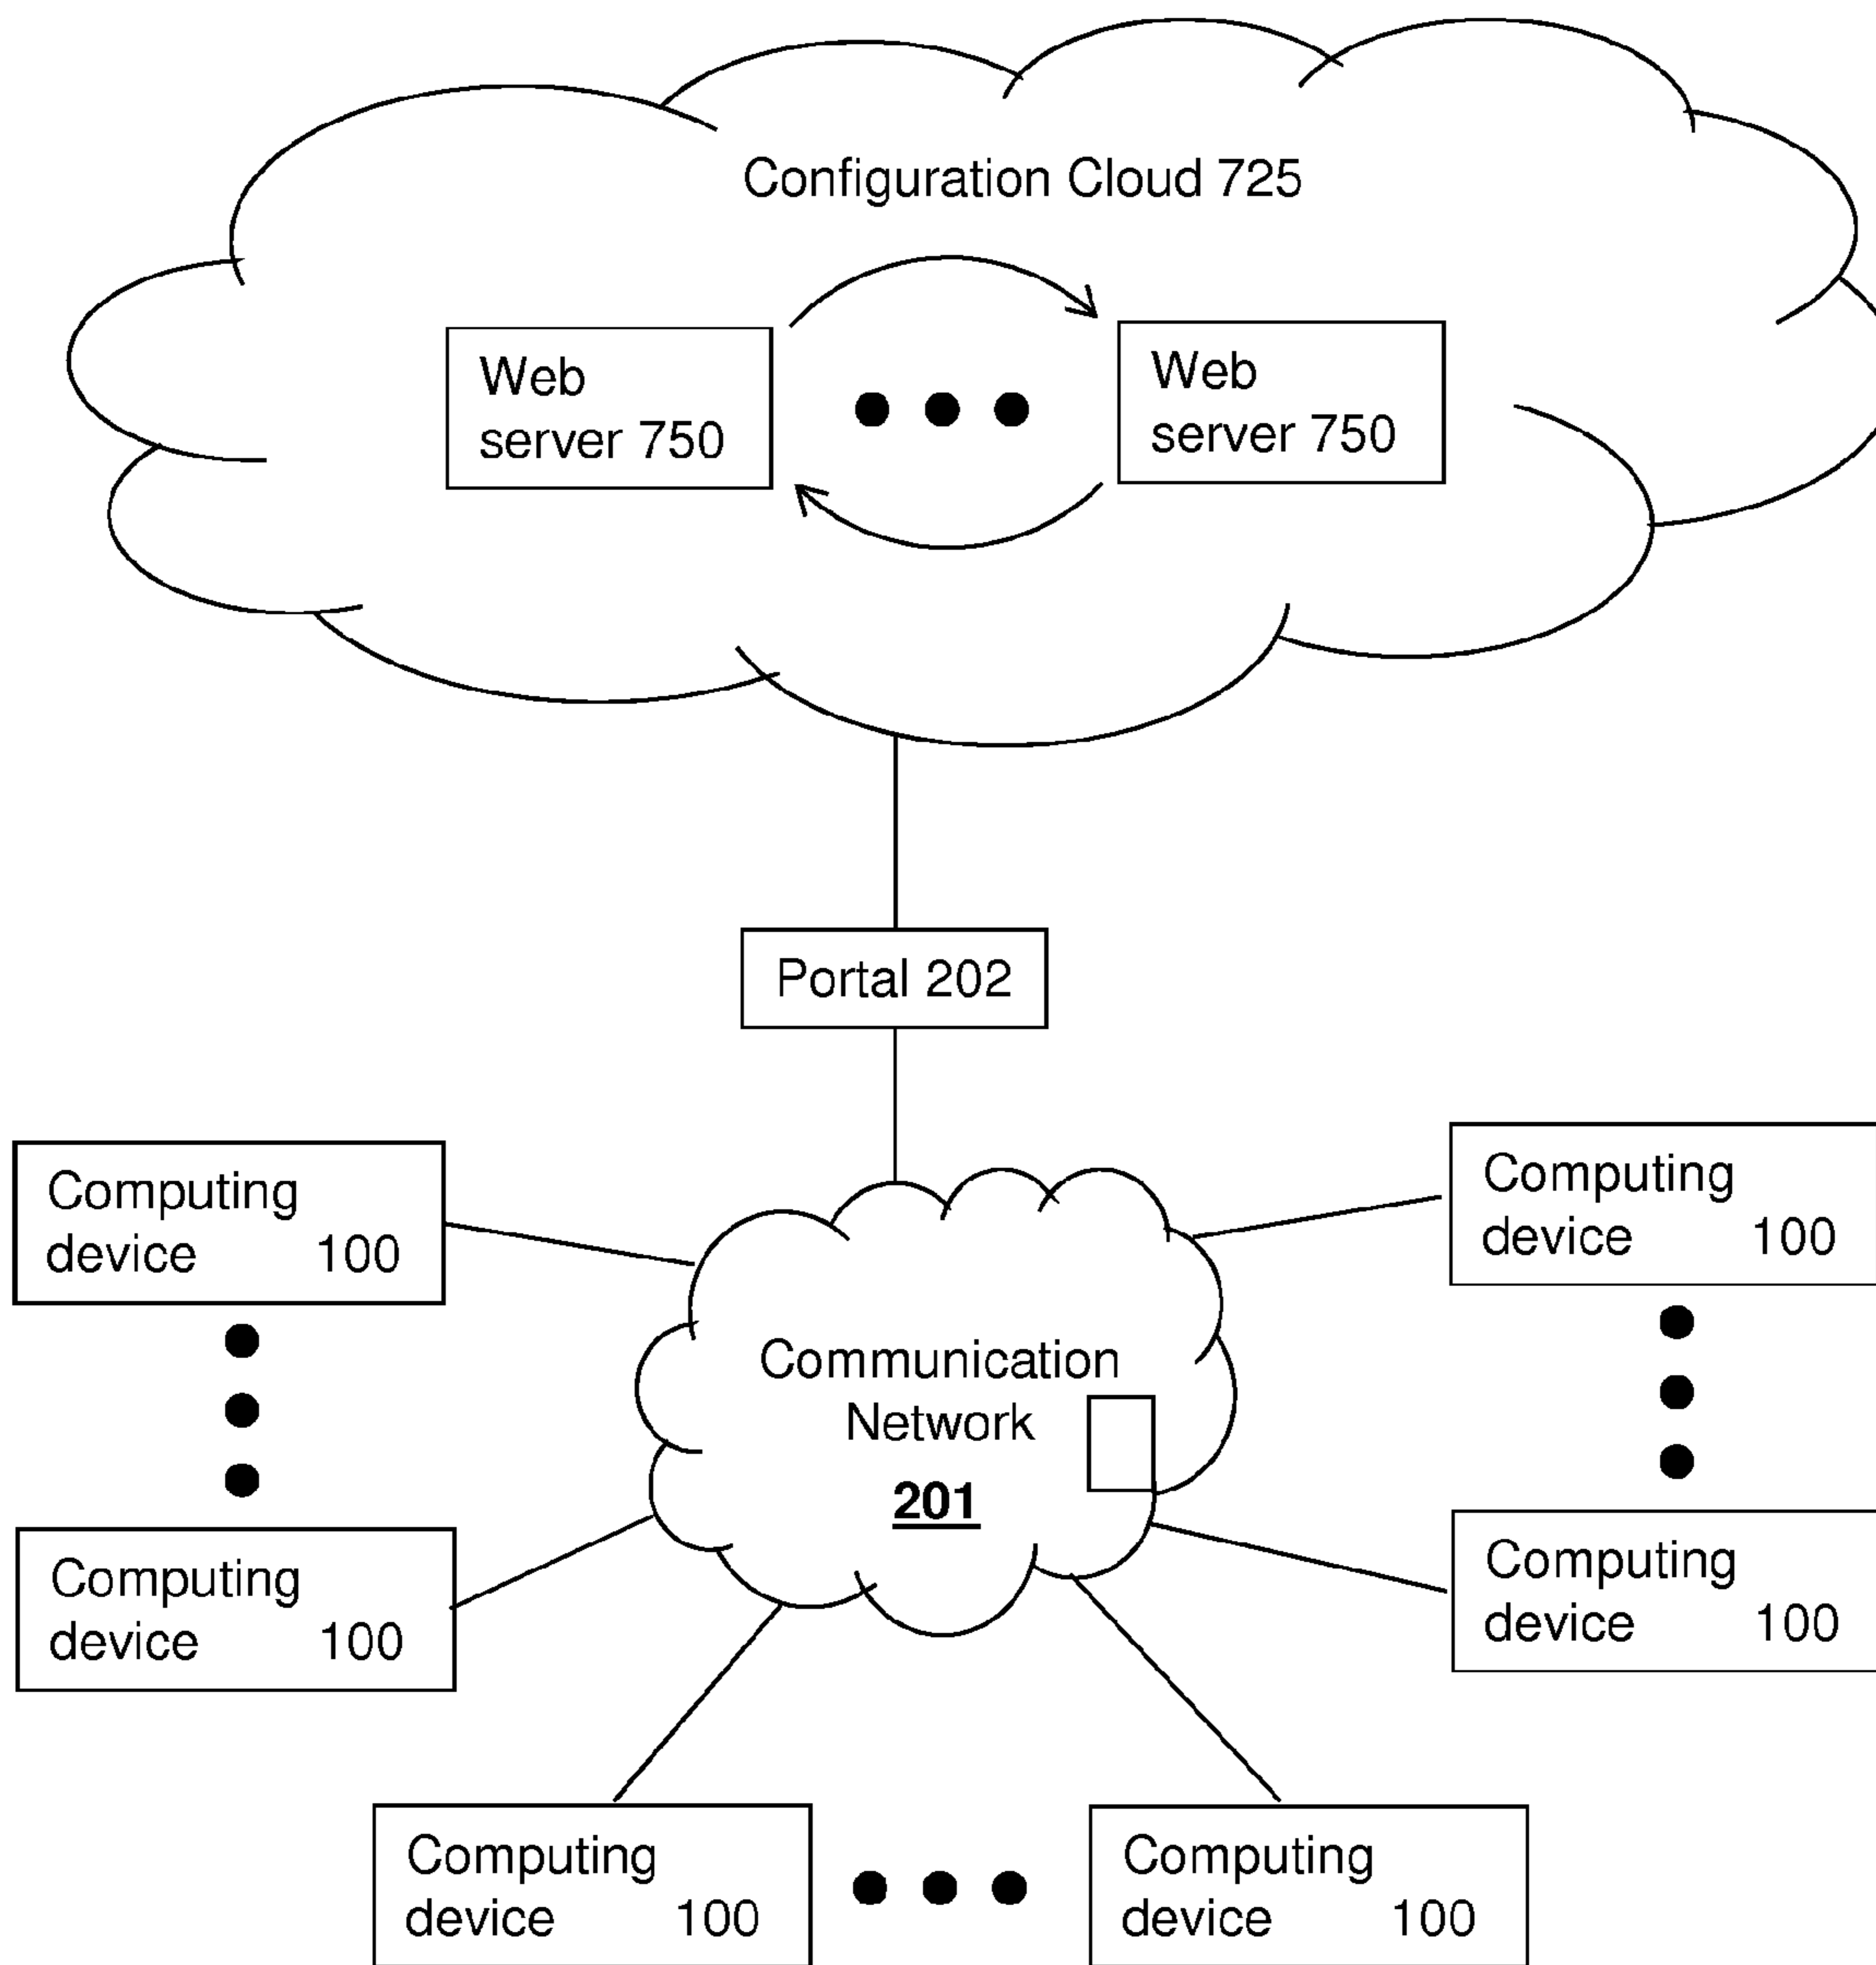 Configuration Cloud 725
Web
server 750
Web
server 750
Portal 202
Computing
device 100
Computing
device 100
Communication
Network
201
Computing
device 100
Computing
device 100
Computing
device 100
Computing
device 100